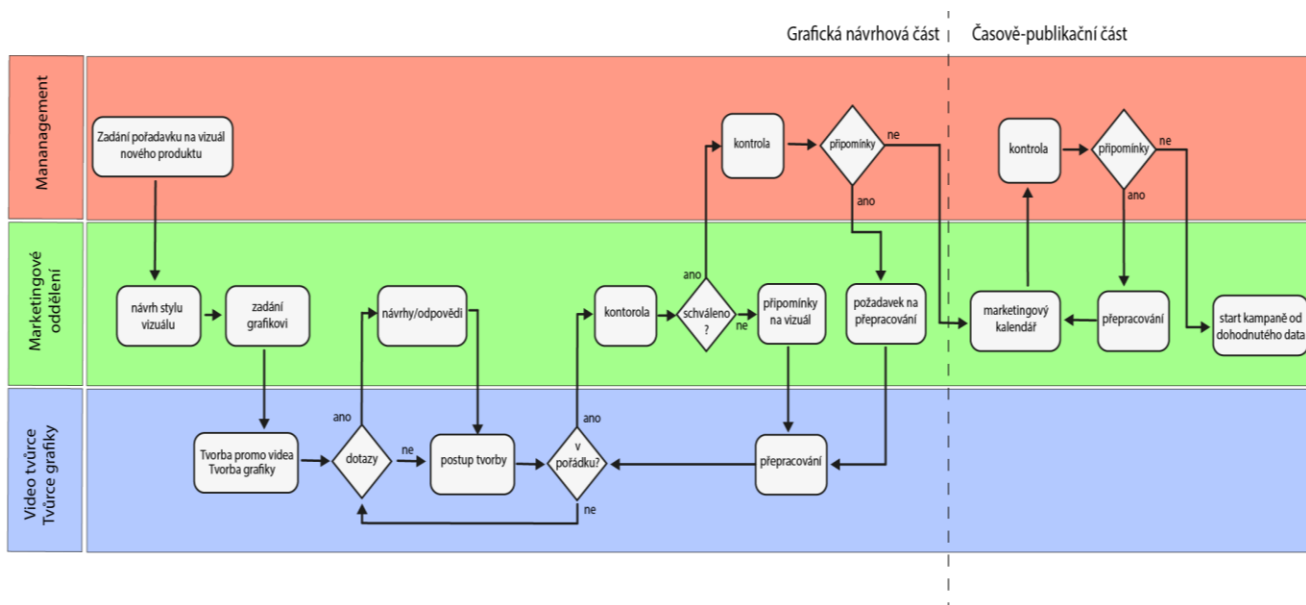 Grafická návrhová část
Časově-publikační část
Mananagement
Zadání pořadavku na vizuál
nového produktu
kontrola
připomínky
ne
ano
kontrola
připomínky
ne
ano
Marketingové
oddělení
návrh stylu
vizuálu
zadání
grafikovi
návrhy/odpovědi
kontorola
ano
schváleno
?
ne
připomínky
na vizuál
požadavek na
přepracování
marketingový
kalendář
přepracování
start kampaně od
dohodnutého data
Video tvůrce
Tvůrce grafiky
Tvorba promo videa
Tvorba grafiky
ano
dotazy
ne
postup tvorby
ano
v
pořádku?
ne
přepracování